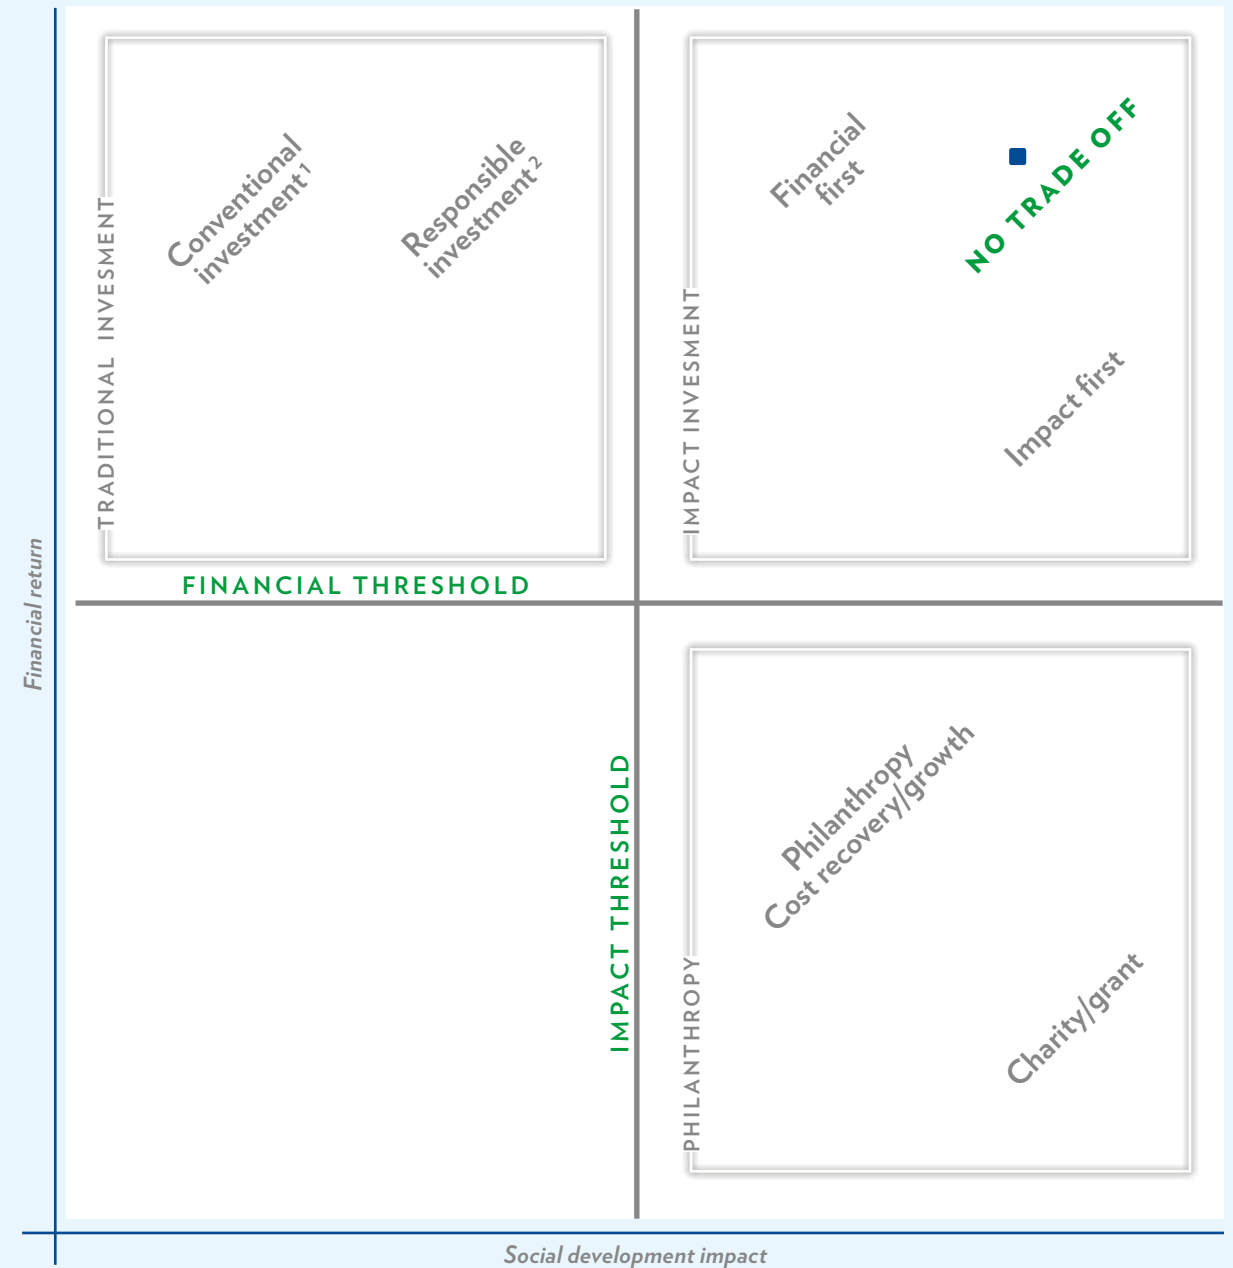 Conventional
investment¹
Responsible
investment²
TRADITIONAL INVESMENT
Financial
first
NO TRADE OFF
Impact first
IMPACT INVESMENT
FINANCIAL THRESHOLD
Financial return
IMPACT THRESHOLD
Philanthropy
Cost recovery/growth
Charity/grant
PHILANTHROPY
Social development impact